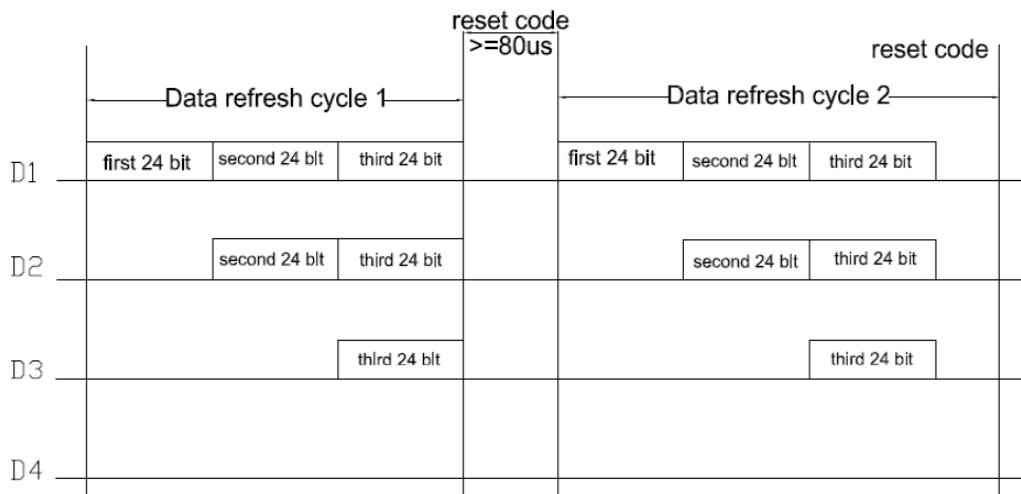 reset code
>=80us
reset code
Data refresh cycle 1
Data refresh cycle 2
D1
first 24 bit
second 24 blt
third 24 bit
first 24 bit
second 24 blt
third 24 bit
D2
second 24 blt
third 24 bit
second 24 blt
third 24 bit
D3
thlrd 24 blt
third 24 bit
D4